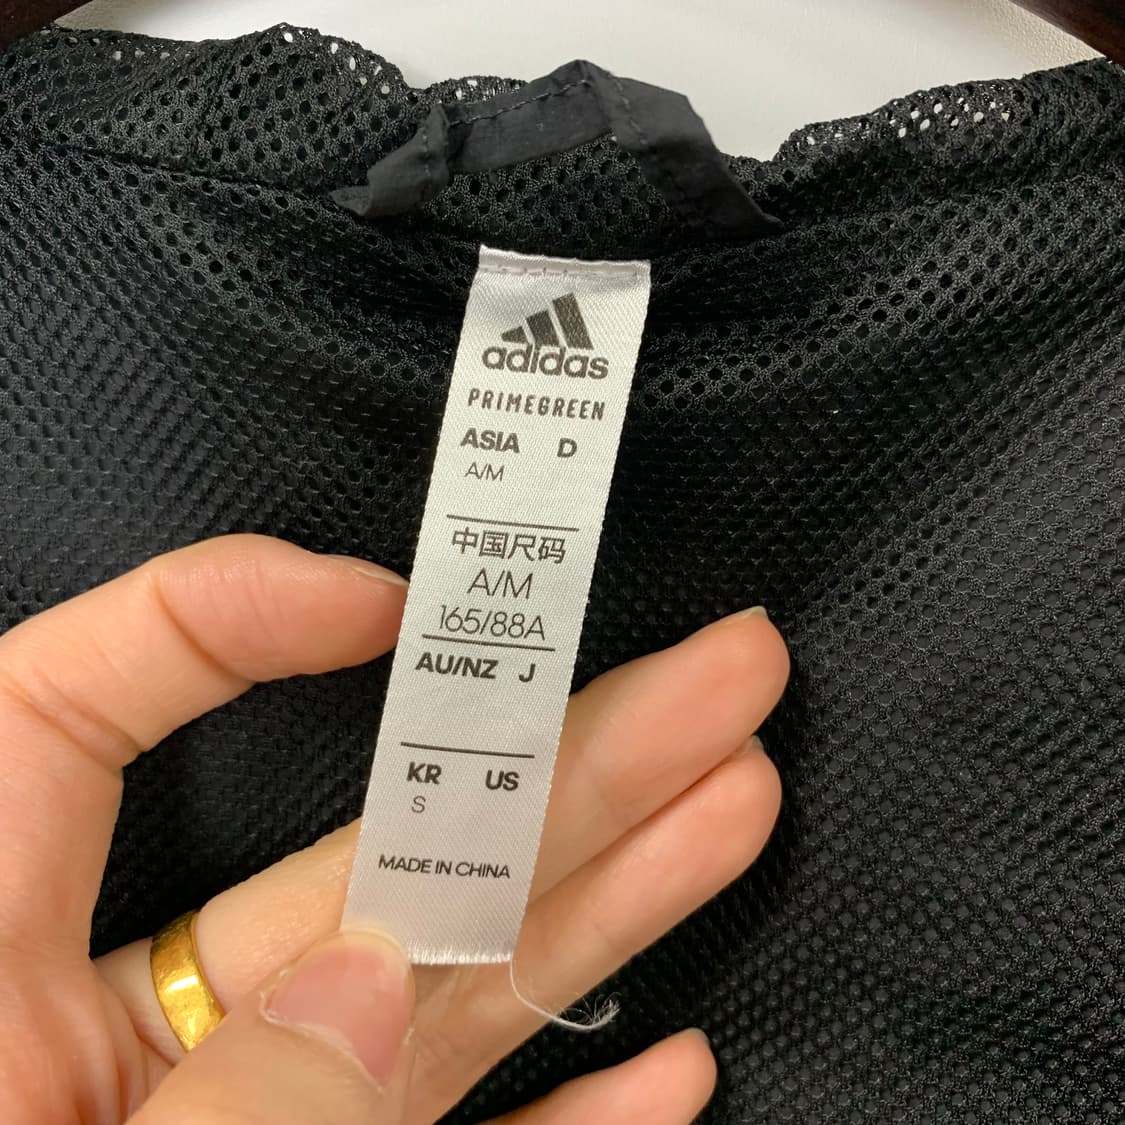 adidas
PRIMEGREEN
ASIA D
A/M
中国尺码
A/M
165/88A
AU/NZ J
KR US
S
MADE IN CHINA